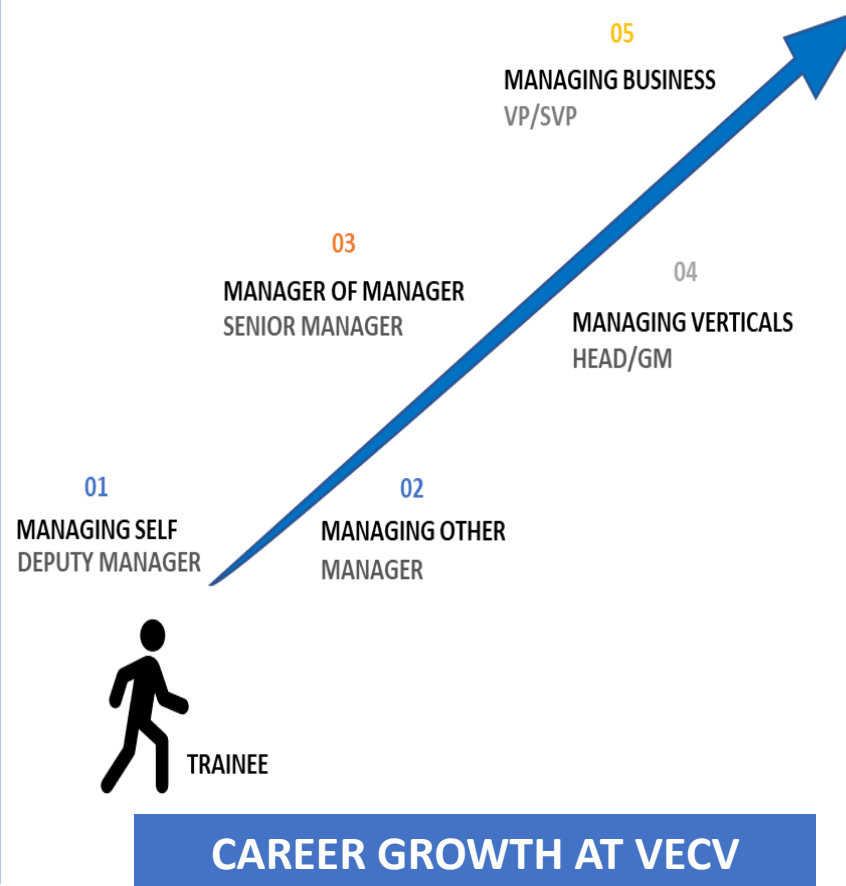 05
MANAGING BUSINESS
VP/SVP
03
MANAGER OF MANAGER
SENIOR MANAGER
04
MANAGING VERTICALS
HEAD/GM
01
MANAGING SELF
DEPUTY MANAGER
02
MANAGING OTHER
MANAGER
TRAINEE
CAREER GROWTH AT VECV